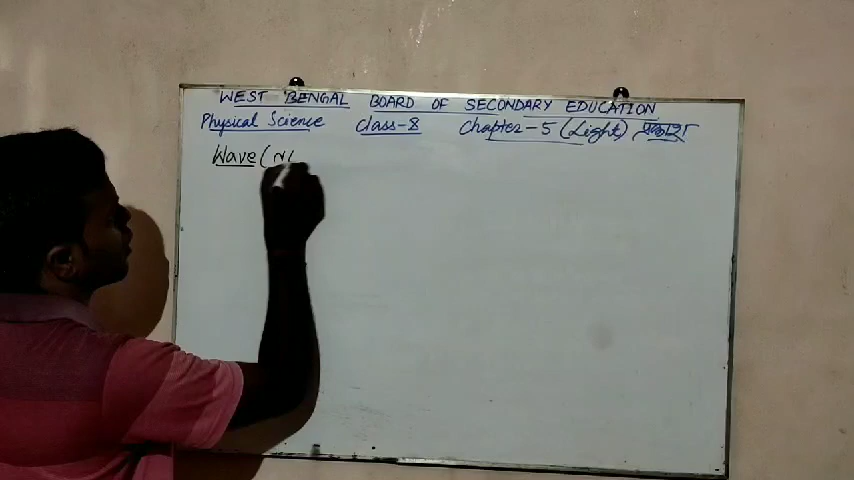 WEST BENGAL BOARD OF SECONDARY EDUCATION
Physical Science Class-8 Chapter-5 (Light)
Wave (